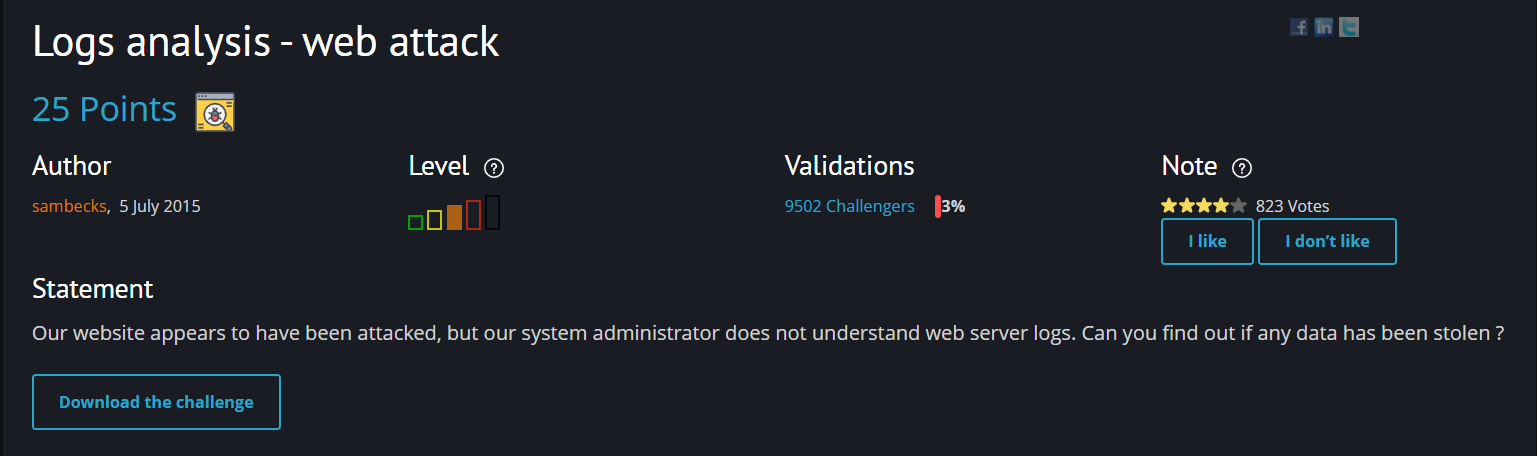 Logs analysis - web attack
25 Points
Author
Level ?
Validations
Note ?
sambecks, 5 July 2015
9502 Challengers 3%
823 Votes
I like
I don’t like
Statement
Our website appears to have been attacked, but our system administrator does not understand web server logs. Can you find out if any data has been stolen ?
Download the challenge